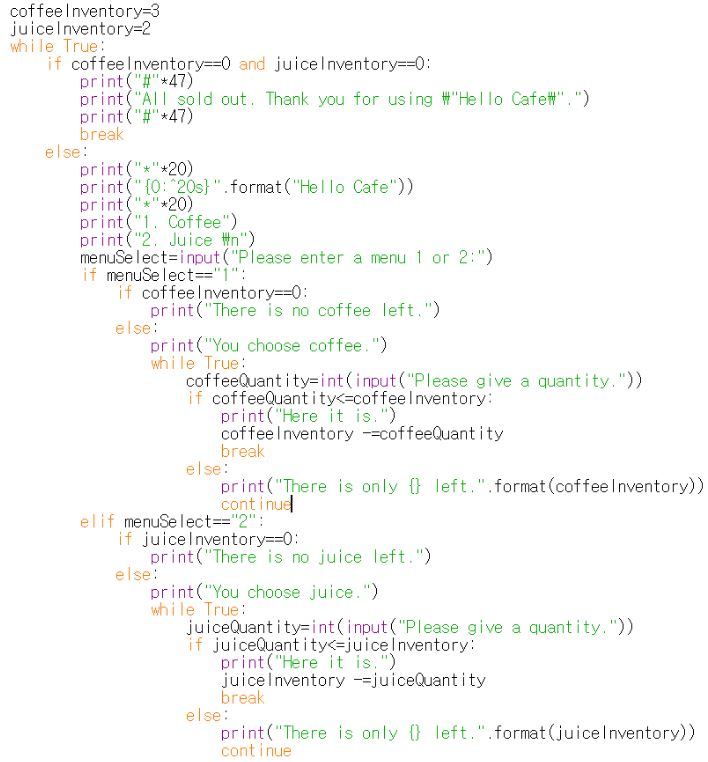 coffeeInventory=3
juiceInventory=2
while True:
    if coffeeInventory==0 and juiceInventory==0:
        print("#"*47)
        print("All sold out. Thank you for using ₩"Hello Cafe₩".")
        print("#"*47)
        break
    else:
        print("*"*20)
        print("{0:^20s}".format("Hello Cafe"))
        print("*"*20)
        print("1. Coffee")
        print("2. Juice ₩n")
        menuSelect=input("Please enter a menu 1 or 2:")
        if menuSelect=="1":
            if coffeeInventory==0:
                print("There is no coffee left.")
            else:
                print("You choose coffee.")
                while True:
                    coffeeQuantity=int(input("Please give a quantity."))
                    if coffeeQuantity<=coffeeInventory:
                        print("Here it is.")
                        coffeeInventory -=coffeeQuantity
                        break
                    else:
                        print("There is only {} left.".format(coffeeInventory))
                        continue
        elif menuSelect=="2":
            if juiceInventory==0:
                print("There is no juice left.")
            else:
                print("You choose juice.")
                while True:
                    juiceQuantity=int(input("Please give a quantity."))
                    if juiceQuantity<=juiceInventory:
                        print("Here it is.")
                        juiceInventory -=juiceQuantity
                        break
                    else:
                        print("There is only {} left.".format(juiceInventory))
                        continue